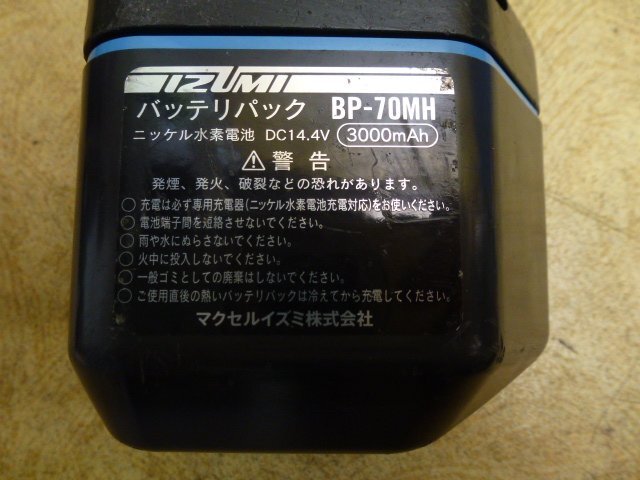 IZUMI
バッテリパック BP-70MH
ニッケル水素電池 DC14.4V 3000mAh
⚠警告
発煙、発火、破裂などの恐れがあります。
○充電は必ず専用充電器(ニッケル水素電池充電対応)をお使いください。
○電池端子間を短絡させないでください。
○雨や水にぬらさないでください。
○火中に投入しないでください。
○一般ゴミとしての廃棄はしないでください。
○ご使用直後の熱いバッテリパックは冷えてから充電してください。
マクセルイズミ株式会社